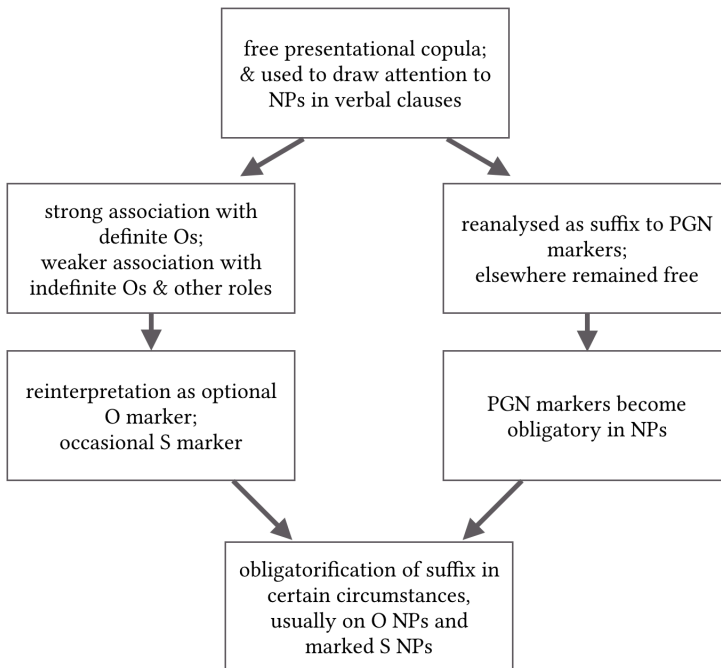 free presentational copula;
& used to draw attention to
NPs in verbal clauses
strong association with
definite Os;
weaker association with
indefinite Os & other roles
reanalysed as suffix to PGN
markers;
elsewhere remained free
reinterpretation as optional
O marker;
occasional S marker
PGN markers become
obligatory in NPs
obligatorification of suffix in
certain circumstances,
usually on O NPs and
marked S NPs